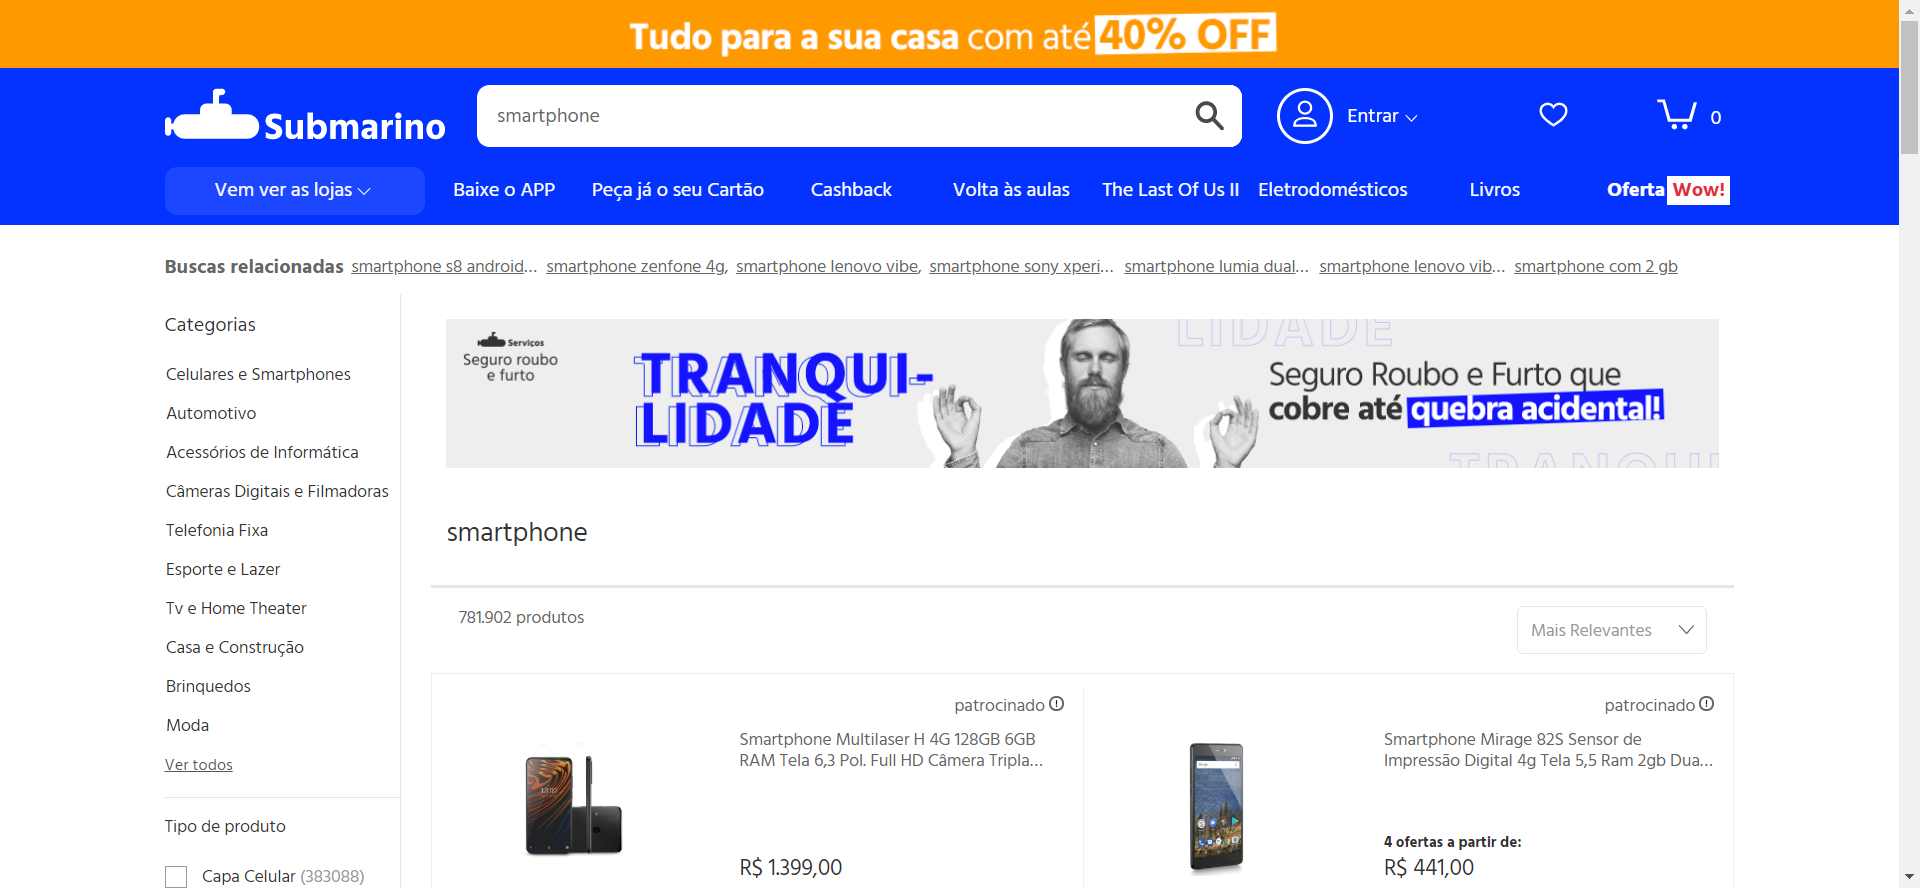 Tudo para a sua casa com até 40% OFF
Submarino
smartphone
Entrar
0
Vem ver as lojas
Baixe o APP
Peça já o seu Cartão
Cashback
Volta às aulas
The Last Of Us II
Eletrodomésticos
Livros
Oferta Wow!
Buscas relacionadas smartphone s8 android... smartphone zenfone 4g, smartphone lenovo vibe, smartphone sony xperi... smartphone lumia dual... smartphone lenovo vib... smartphone com 2 gb
Categorias
Celulares e Smartphones
Automotivo
Acessórios de Informática
Câmeras Digitais e Filmadoras
Telefonia Fixa
Esporte e Lazer
Tv e Home Theater
Casa e Construção
Brinquedos
Moda
Ver todos
Tipo de produto
Capa Celular (383088)
Serviços
Seguro roubo
e furto
TRANQUI-
LIDADE
LIDADE
Seguro Roubo e Furto que
cobre até quebra acidental!
TRANQUI
smartphone
781.902 produtos
Mais Relevantes
patrocinado
Smartphone Multilaser H 4G 128GB 6GB
RAM Tela 6,3 Pol. Full HD Câmera Tripla...
R$ 1.399,00
patrocinado
Smartphone Mirage 82S Sensor de
Impressão Digital 4g Tela 5,5 Ram 2gb Dua...
4 ofertas a partir de:
R$ 441,00